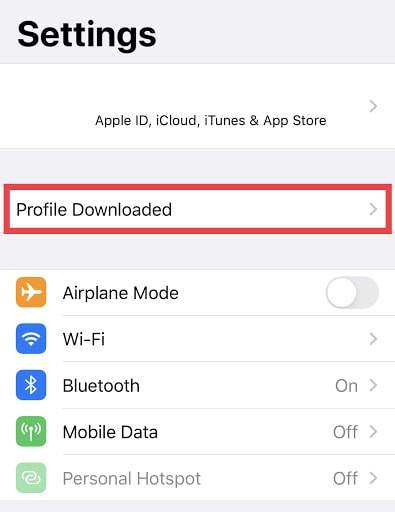 Settings
Apple ID, iCloud, iTunes & App Store
Profile Downloaded
Airplane Mode
Wi-Fi
Bluetooth On
Mobile Data Off
Personal Hotspot Off